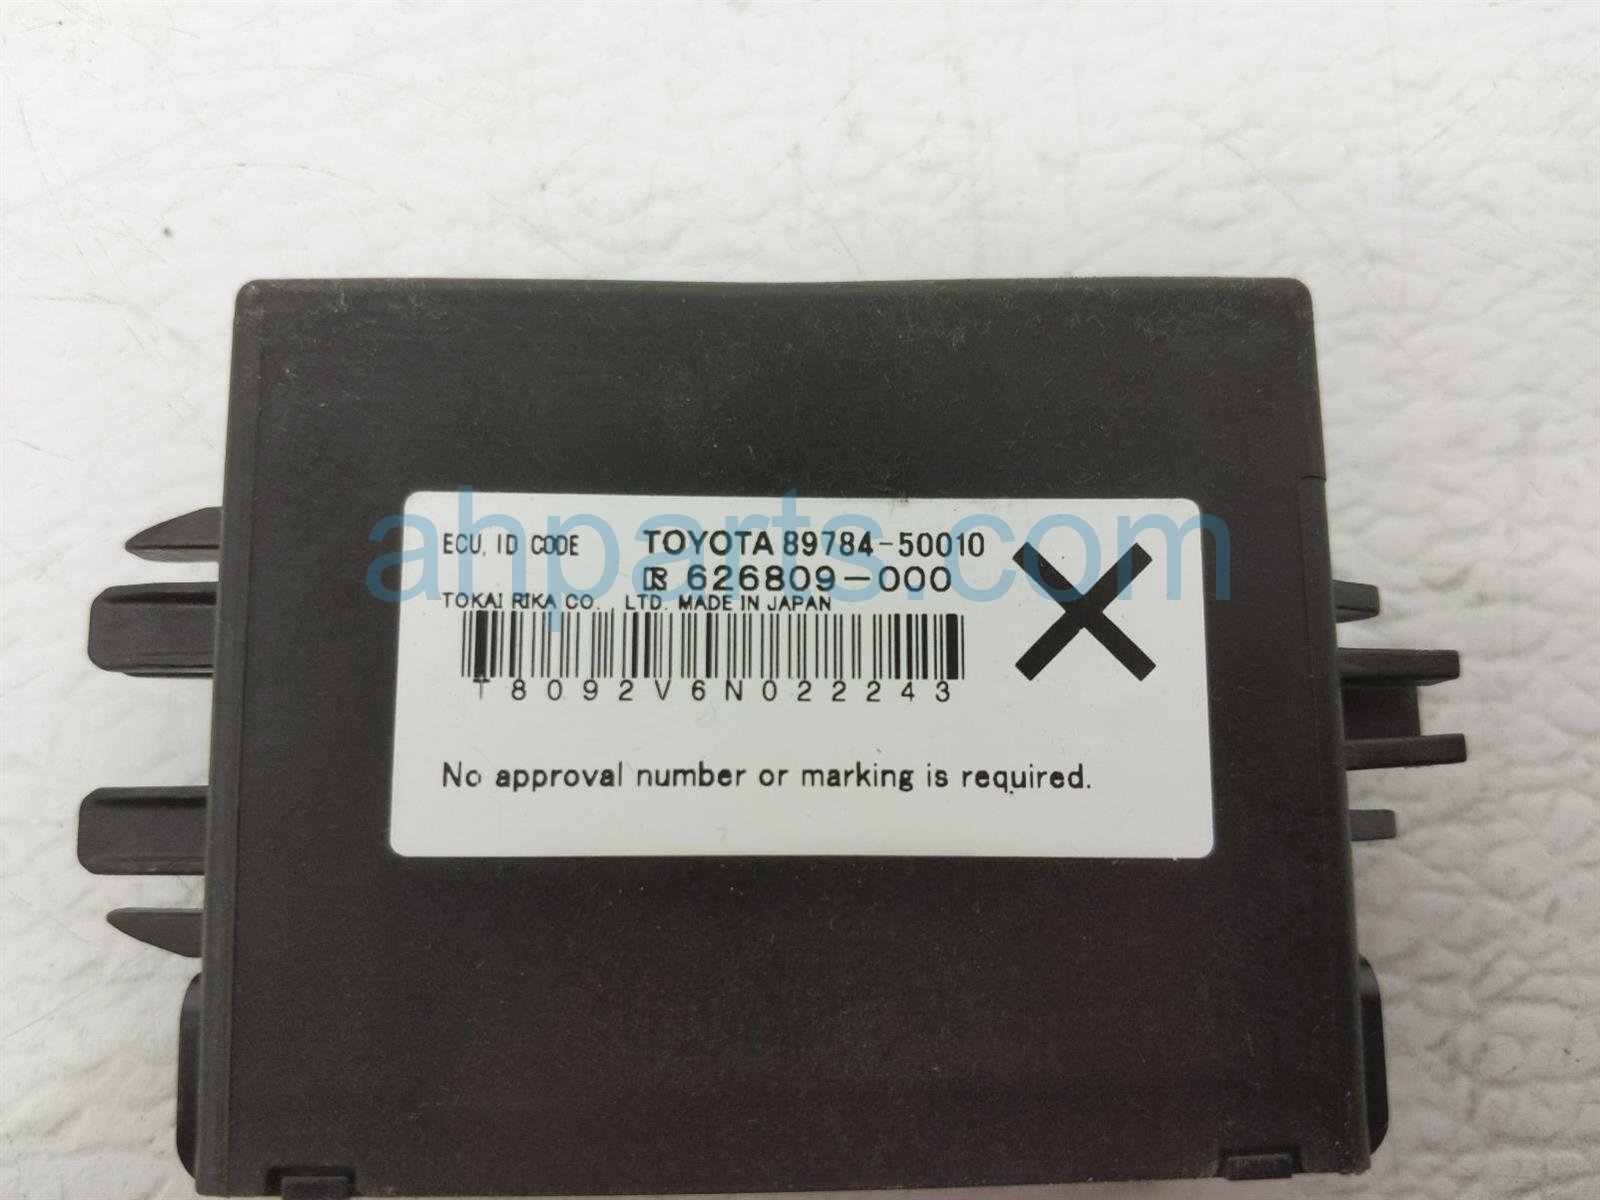 ahparts.com
ECU, ID CODE TOYOTA 89784-50010
R 626809-000
TOKAI RIKA CO., LTD. MADE IN JAPAN
T8092V6N022243
No approval number or marking is required.